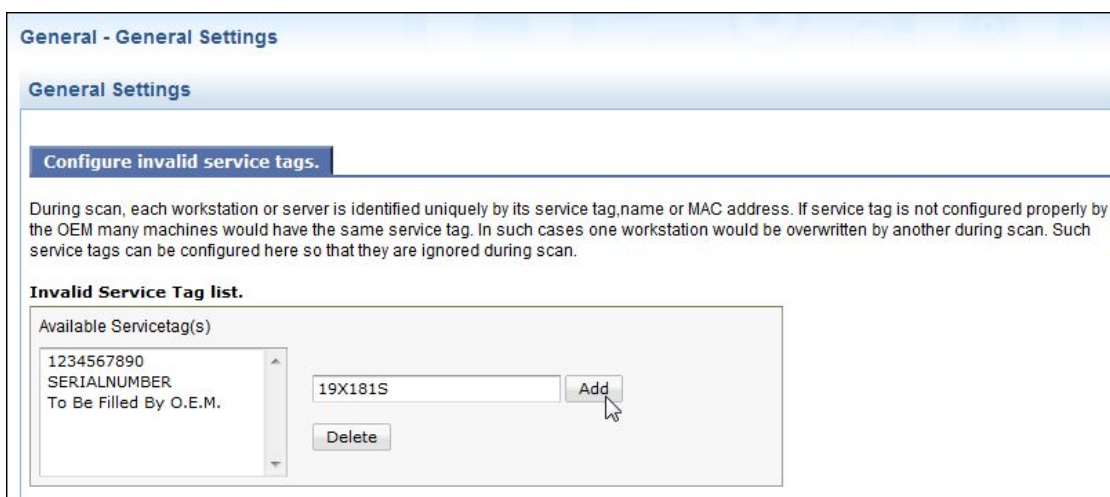 General - General Settings
General Settings
Configure invalid service tags.
During scan, each workstation or server is identified uniquely by its service tag,name or MAC address. If service tag is not configured properly by
the OEM many machines would have the same service tag. In such cases one workstation would be overwritten by another during scan. Such
service tags can be configured here so that they are ignored during scan.
Invalid Service Tag list.
Available Servicetag(s)
1234567890
SERIALNUMBER
To Be Filled By O.E.M.
19X181S
Add
Delete